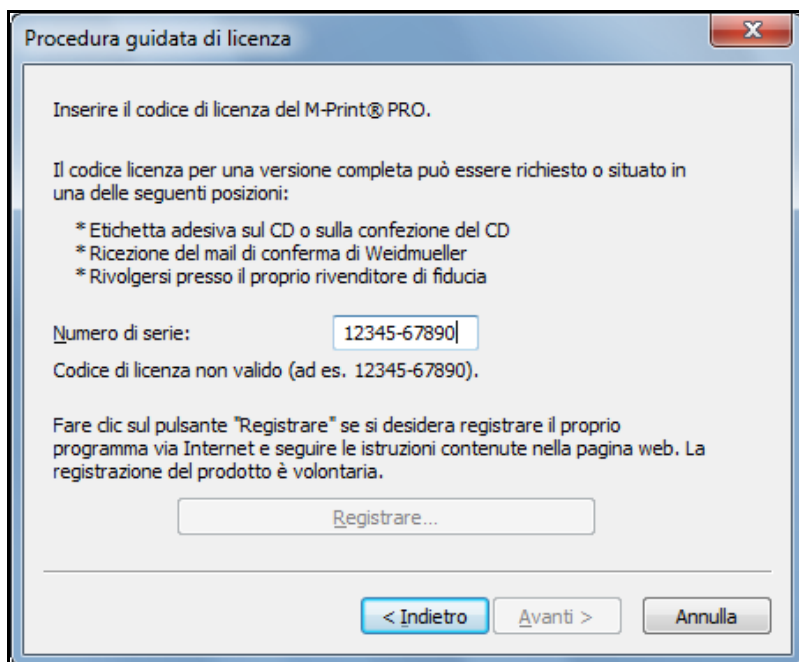 Procedura guidata di licenza
Inserire il codice di licenza del M-Print® PRO.
Il codice licenza per una versione completa può essere richiesto o situato in
una delle seguenti posizioni:
* Etichetta adesiva sul CD o sulla confezione del CD
* Ricezione del mail di conferma di Weidmueller
* Rivolgersi presso il proprio rivenditore di fiducia
Numero di serie: 12345-67890
Codice di licenza non valido (ad es. 12345-67890).
Fare clic sul pulsante "Registrare" se si desidera registrare il proprio
programma via Internet e seguire le istruzioni contenute nella pagina web. La
registrazione del prodotto è volontaria.
Registrare...
< Indietro Avanti > Annulla